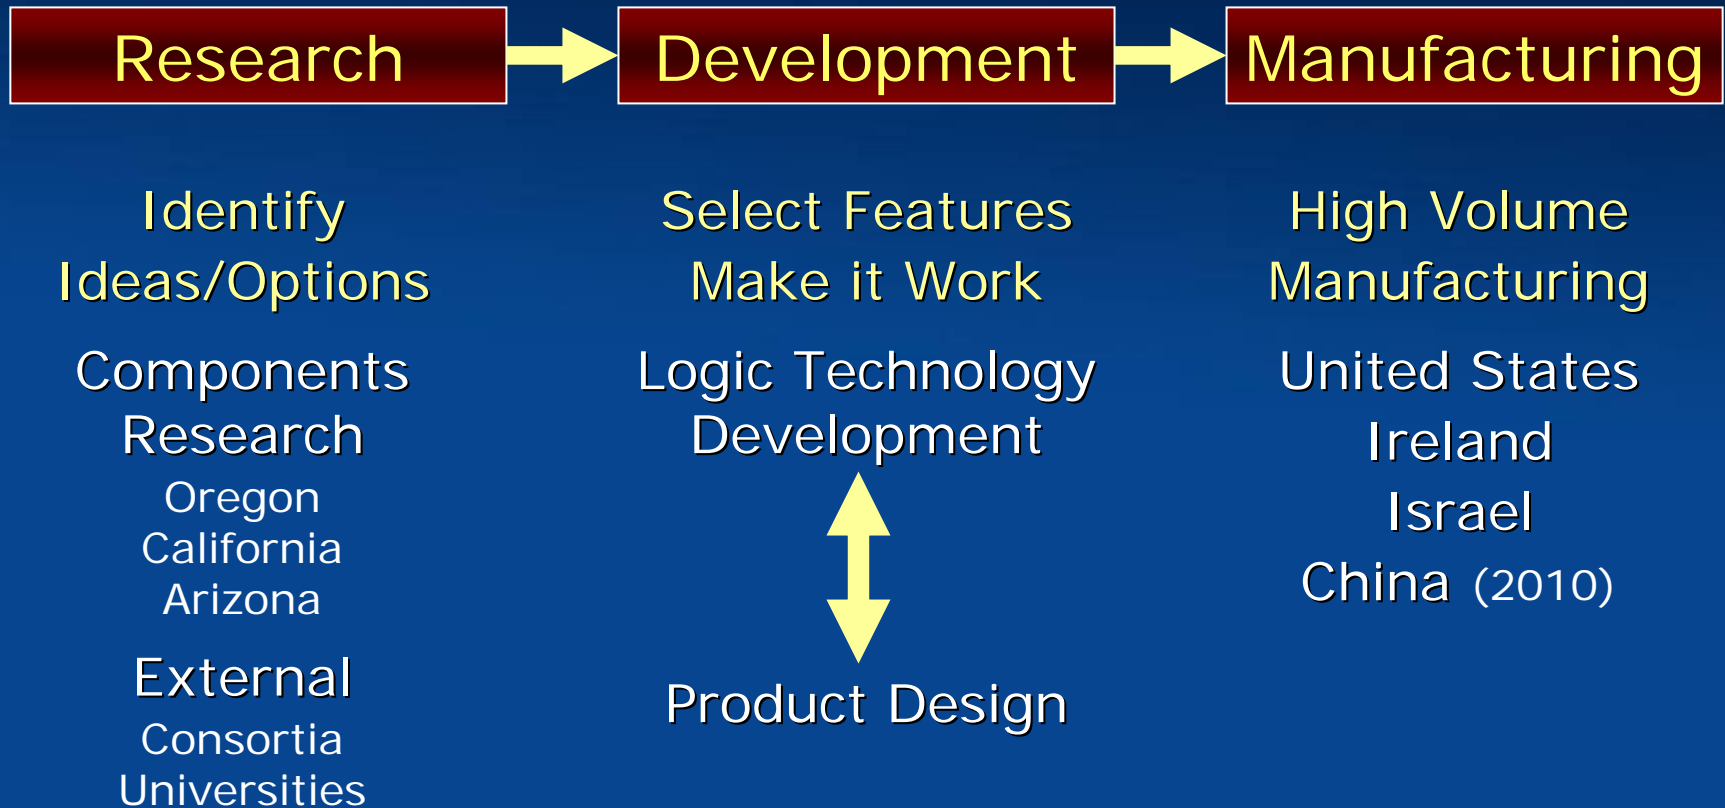 Research
Development
Manufacturing
Identify
Ideas/Options
Components
Research
Oregon
California
Arizona
External
Consortia
Universities
Select Features
Make it Work
Logic Technology
Development
Product Design
High Volume
Manufacturing
United States
Ireland
Israel
China (2010)